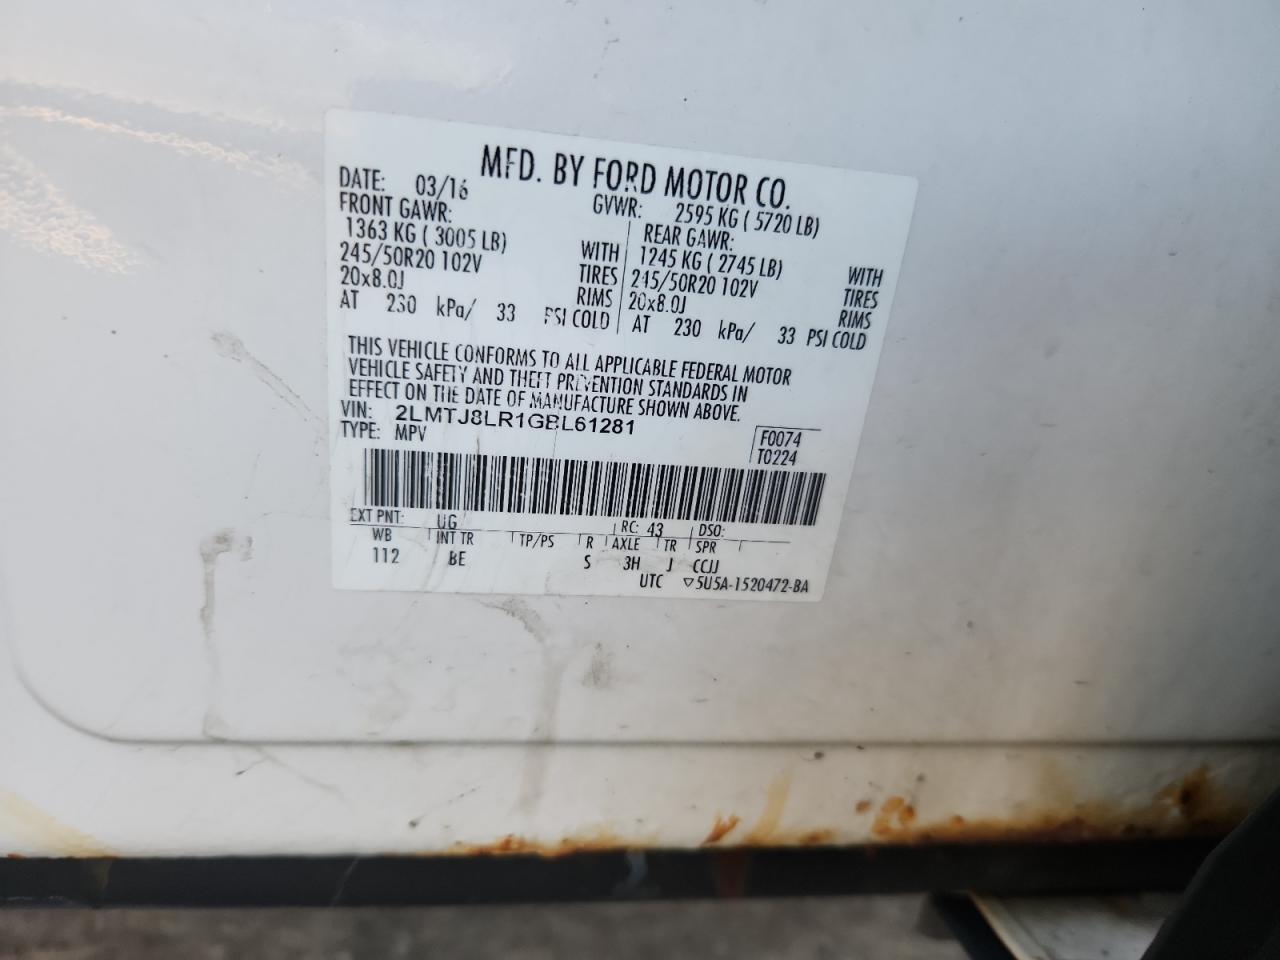 MFD. BY FORD MOTOR CO.
DATE: 03/16 GVWR: 2595 KG ( 5720 LB)
FRONT GAWR: REAR GAWR:
1363 KG ( 3005 LB) WITH 1245 KG ( 2745 LB) WITH
245/50R20 102V TIRES 245/50R20 102V TIRES
20x8.0J RIMS 20x8.0J RIMS
AT 230 kPa/ 33 PSI COLD AT 230 kPa/ 33 PSI COLD
THIS VEHICLE CONFORMS TO ALL APPLICABLE FEDERAL MOTOR
VEHICLE SAFETY AND THEFT PREVENTION STANDARDS IN
EFFECT ON THE DATE OF MANUFACTURE SHOWN ABOVE.
VIN: 2LMTJ8LR1GBL61281
TYPE: MPV
F0074
T0224
EXT PNT: UG RC: 43 DSO:
WB INT TR TP/PS R AXLE TR SPR
112 BE S 3H J CCJJ
UTC ▽5U5A-1520472-BA